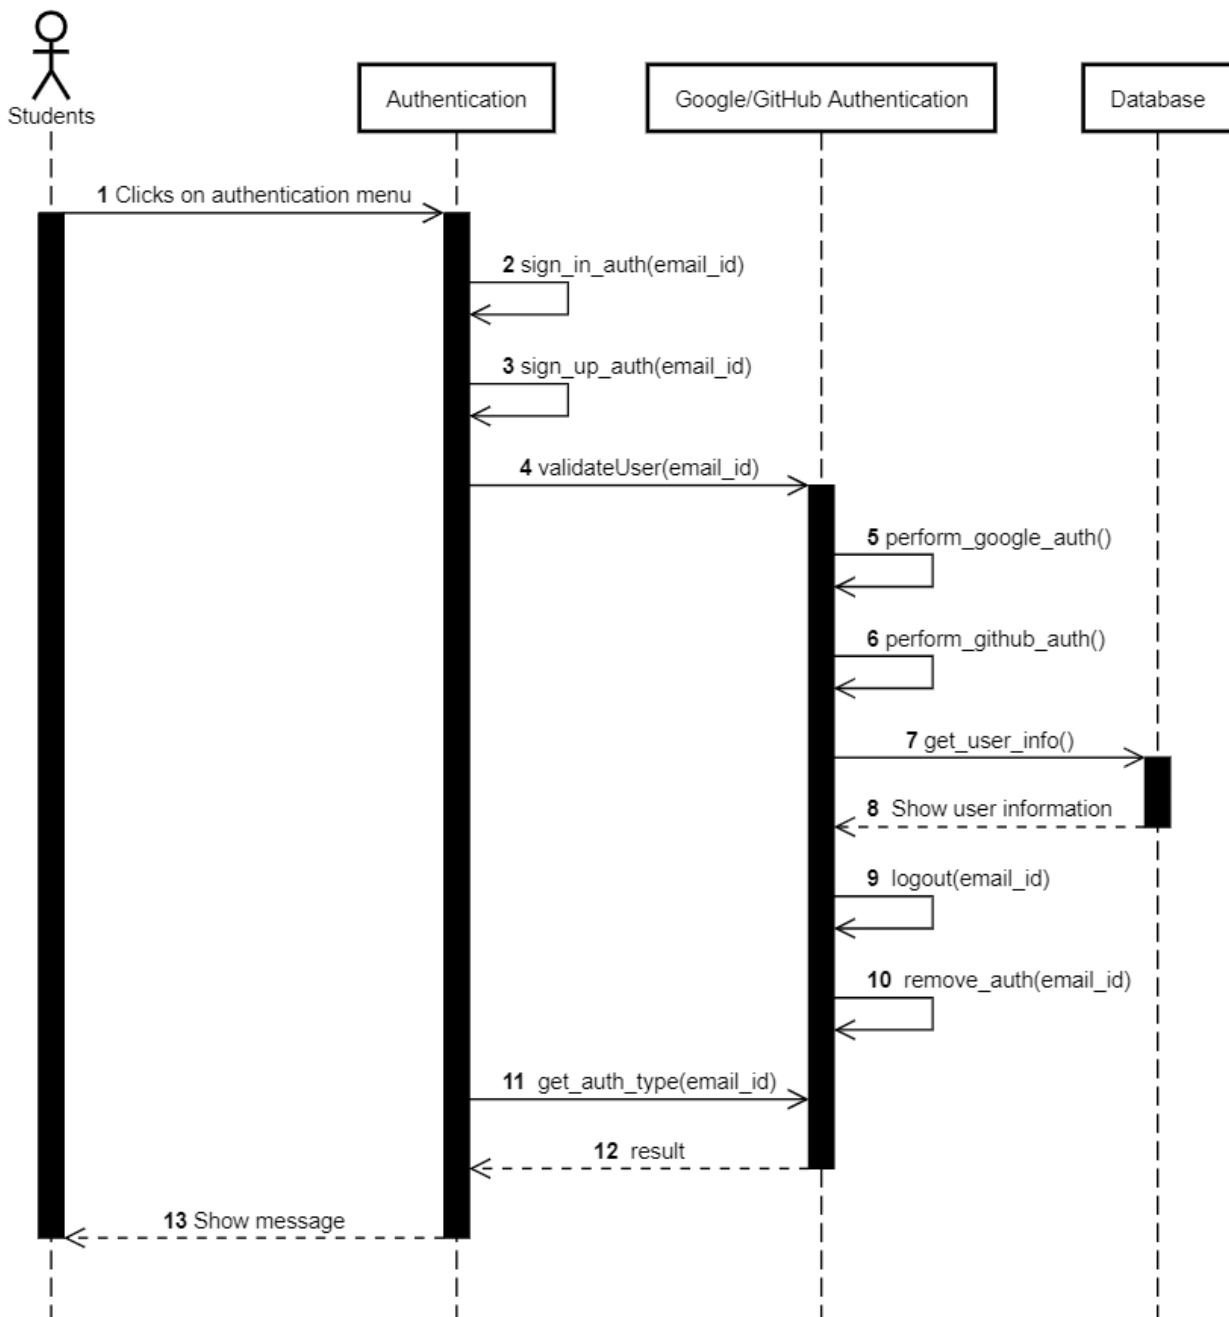 Students
Authentication
Google/GitHub Authentication
Database
1 Clicks on authentication menu
2 sign_in_auth(email_id)
3 sign_up_auth(email_id)
4 validateUser(email_id)
5 perform_google_auth()
6 perform_github_auth()
7 get_user_info()
8 Show user information
9 logout(email_id)
10 remove_auth(email_id)
11 get_auth_type(email_id)
12 result
13 Show message